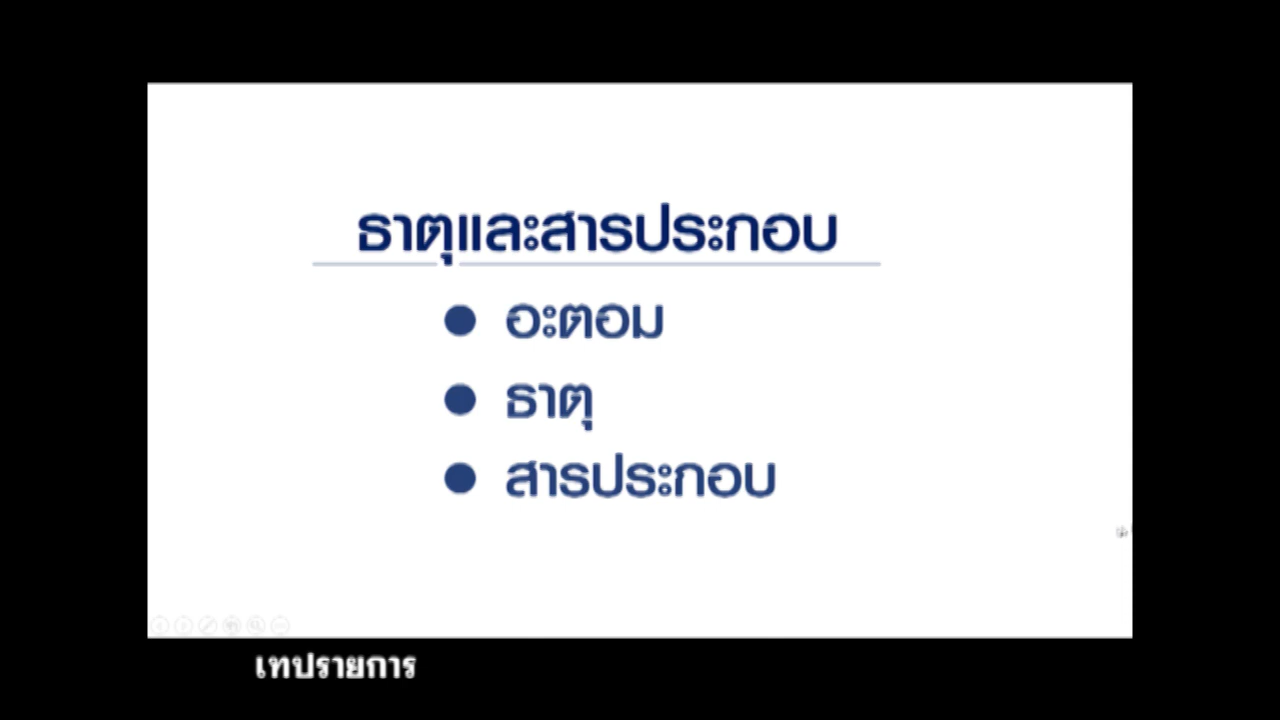 ธาตุและสารประกอบ
● อะตอม
● ธาตุ
● สารประกอบ
เทปรายการ